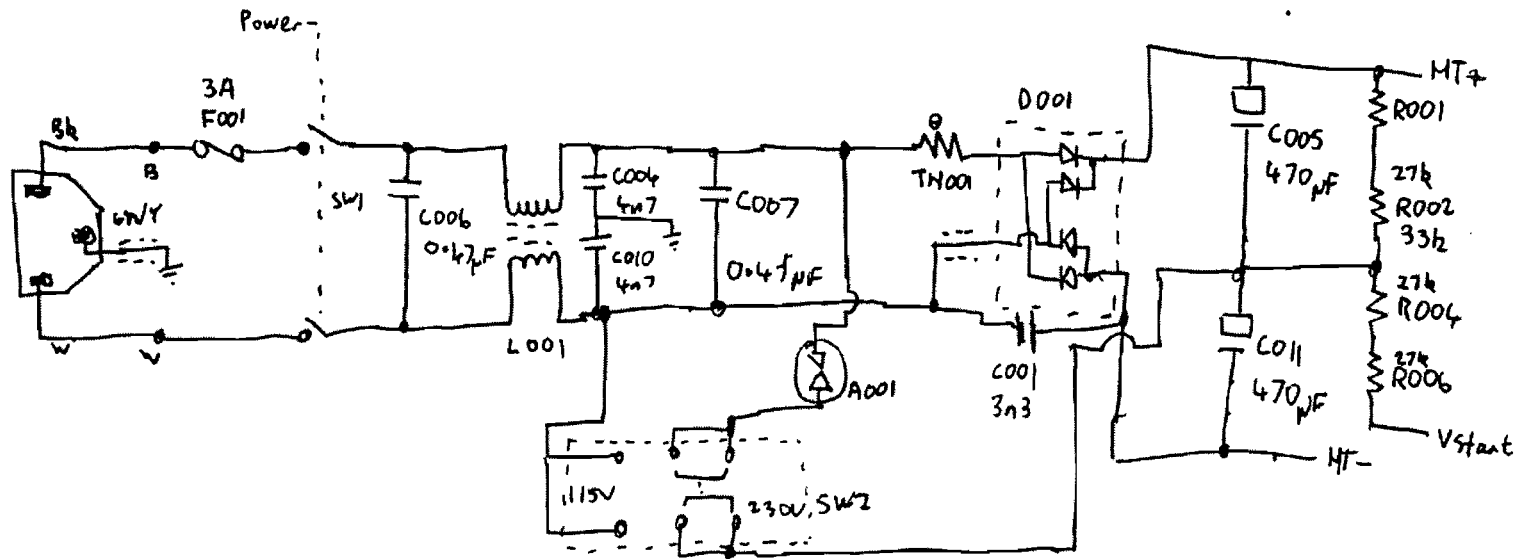 Power
3A
F001
Bk
B
GN/Y
W
W
SW1
C006
0.47µF
L001
C004
4n7
C010
4n7
C007
0.47µF
θ
TH001
D001
A001
C001
3n3
115V
230V, SW2
C005
470µF
C011
470µF
HT+
R001
27k
R002
33k
27k
R004
27k
R006
Vstart
HT-